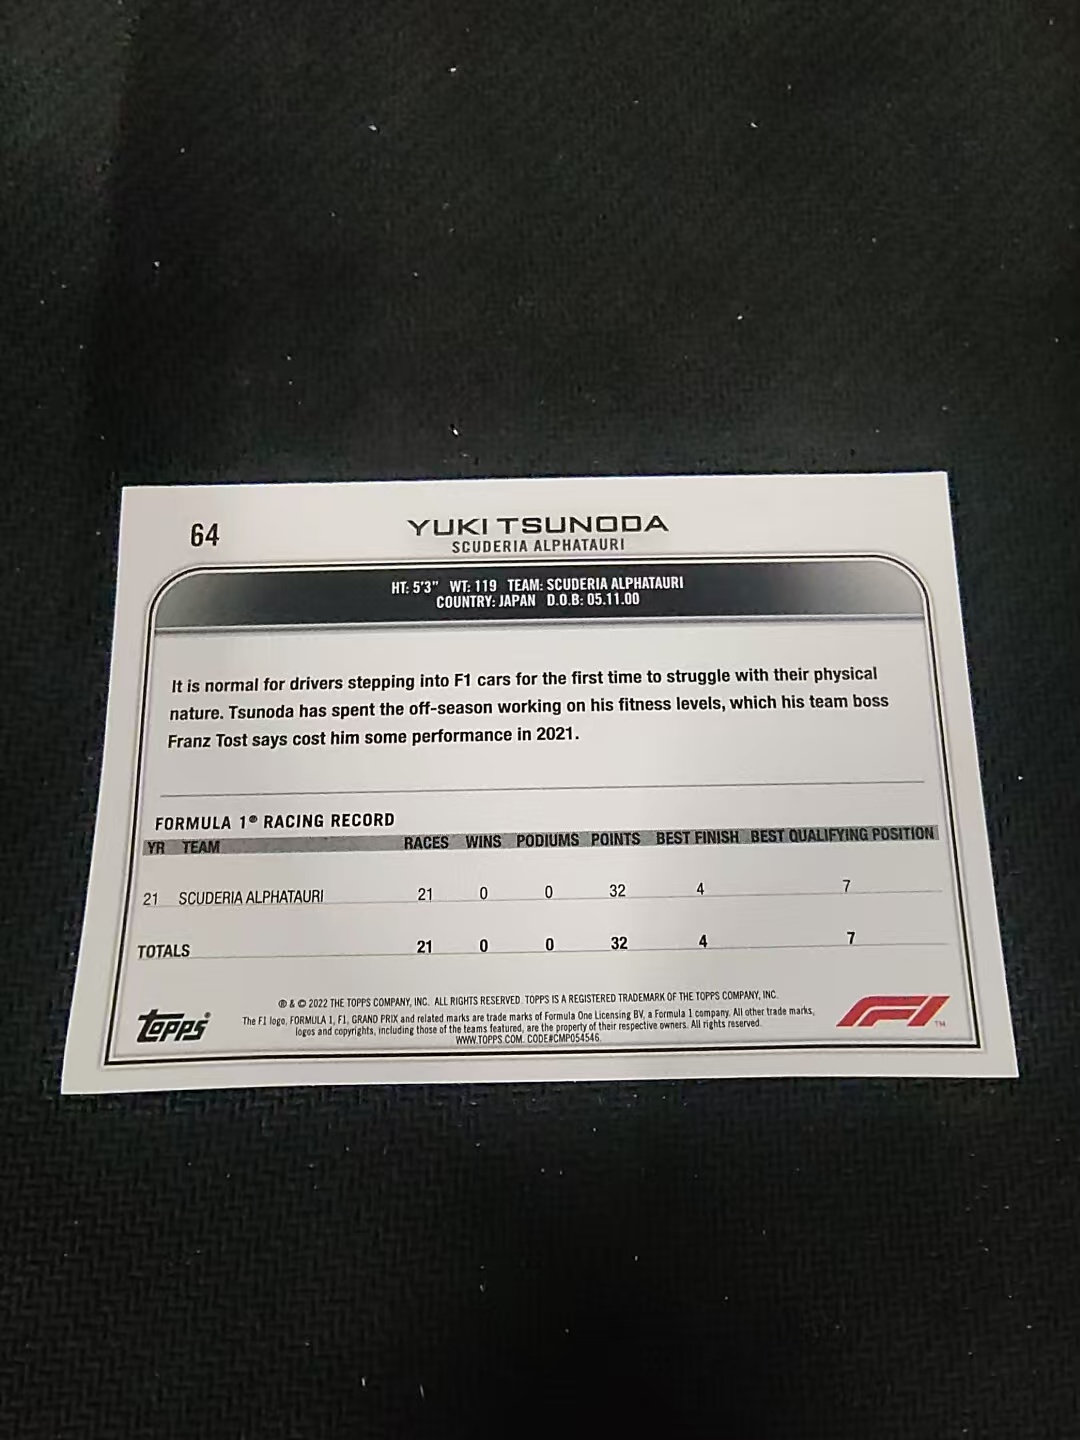 64
YUKI TSUNODA
SCUDERIA ALPHATAURI
HT: 5'3" WT: 119 TEAM: SCUDERIA ALPHATAURI
COUNTRY: JAPAN D.O.B: 05.11.00
It is normal for drivers stepping into F1 cars for the first time to struggle with their physical
nature. Tsunoda has spent the off-season working on his fitness levels, which his team boss
Franz Tost says cost him some performance in 2021.
FORMULA 1® RACING RECORD
YR TEAM RACES WINS PODIUMS POINTS BEST FINISH BEST QUALIFYING POSITION
21 SCUDERIA ALPHATAURI 21 0 0 32 4 7
TOTALS 21 0 0 32 4 7
® & © 2022 THE TOPPS COMPANY, INC. ALL RIGHTS RESERVED. TOPPS IS A REGISTERED TRADEMARK OF THE TOPPS COMPANY, INC.
The F1 logo, FORMULA 1, F1, GRAND PRIX and related marks are trade marks of Formula One Licensing BV, a Formula 1 company. All other trade marks,
logos and copyrights, including those of the teams featured, are the property of their respective owners. All rights reserved.
WWW.TOPPS.COM. CODE#CMP054546
Topps®
F1™